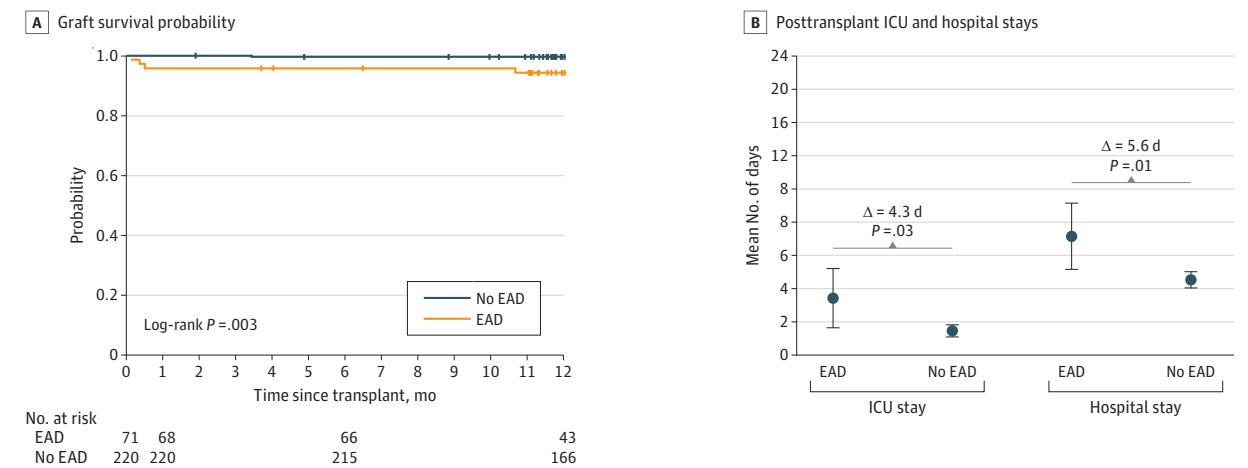 A Graft survival probability
1.0
0.8
0.6
0.4
0.2
0
Probability
Log-rank P =.003
No EAD
EAD
0 1 2 3 4 5 6 7 8 9 10 11 12
Time since transplant, mo
No. at risk
EAD 71 68 66 43
No EAD 220 220 215 166
B Posttransplant ICU and hospital stays
24
20
16
12
8
8
6
4
2
0
Mean No. of days
Δ = 4.3 d
P =.03
Δ = 5.6 d
P =.01
EAD No EAD EAD No EAD
ICU stay Hospital stay